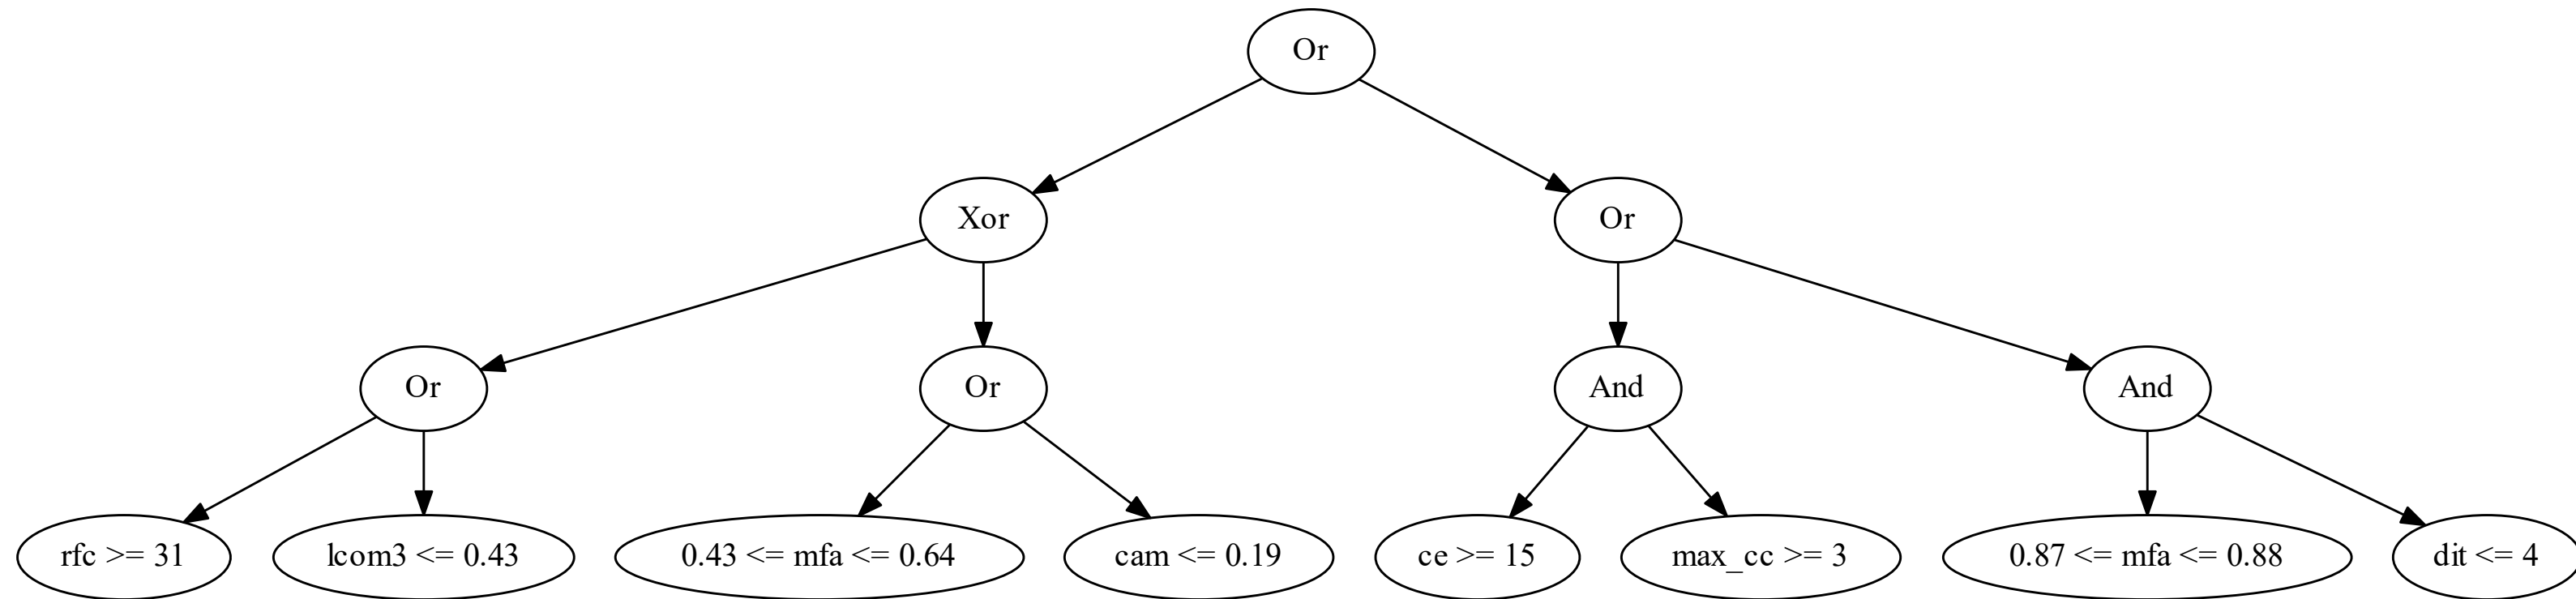 Or
Xor
Or
Or
Or
And
And
rfc >= 31
lcom3 <= 0.43
0.43 <= mfa <= 0.64
cam <= 0.19
ce >= 15
max_cc >= 3
0.87 <= mfa <= 0.88
dit <= 4